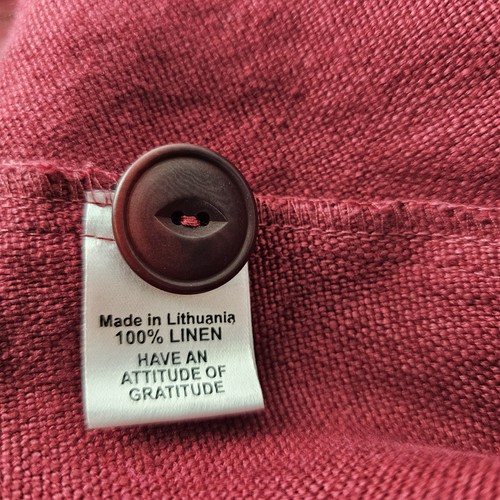 Made in Lithuania
100% LINEN
HAVE AN
ATTITUDE OF
GRATITUDE